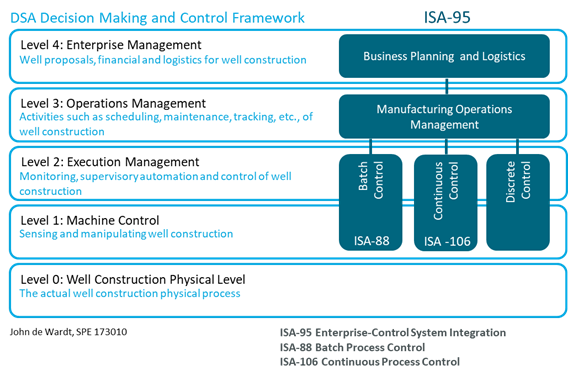 DSA Decision Making and Control Framework
ISA-95
Level 4: Enterprise Management
Well proposals, financial and logistics for well construction
Business Planning and Logistics
Level 3: Operations Management
Activities such as scheduling, maintenance, tracking, etc., of
well construction
Manufacturing Operations
Management
Level 2: Execution Management
Monitoring, supervisory automation and control of well
construction
Batch
Control
Continuous
Control
Discrete
Control
Level 1: Machine Control
Sensing and manipulating well construction
ISA-88
ISA -106
Level 0: Well Construction Physical Level
The actual well construction physical process
John de Wardt, SPE 173010
ISA-95 Enterprise-Control System Integration
ISA-88 Batch Process Control
ISA-106 Continuous Process Control